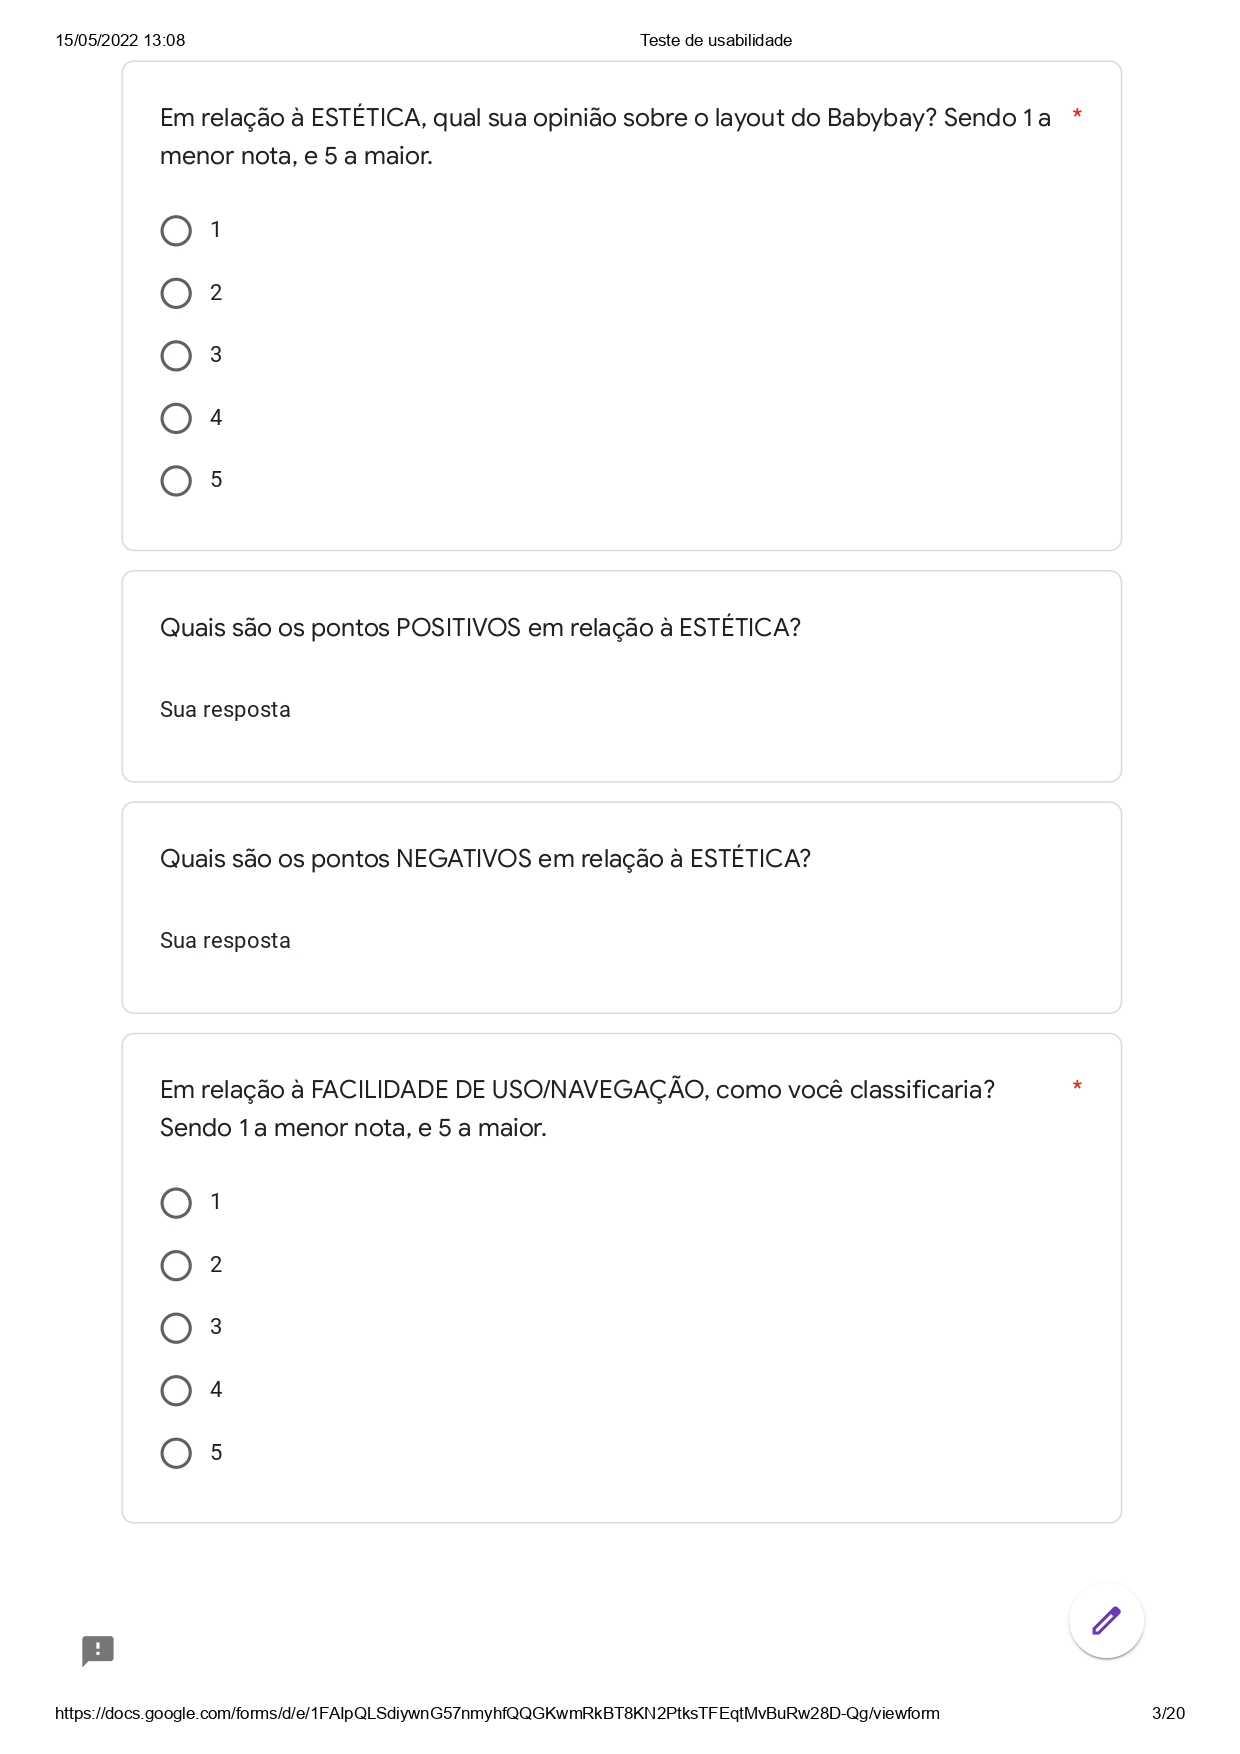 15/05/2022 13:08 Teste de usabilidade
Em relação à ESTÉTICA, qual sua opinião sobre o layout do Babybay? Sendo 1 a *
menor nota, e 5 a maior.
1
2
3
4
5
Quais são os pontos POSITIVOS em relação à ESTÉTICA?
Sua resposta
Quais são os pontos NEGATIVOS em relação à ESTÉTICA?
Sua resposta
Em relação à FACILIDADE DE USO/NAVEGAÇÃO, como você classificaria? *
Sendo 1 a menor nota, e 5 a maior.
1
2
3
4
5
https://docs.google.com/forms/d/e/1FAIpQLSdiywnG57nmyhfQQGKwmRkBT8KN2PtksTFEqtMvBuRw28D-Qg/viewform 3/20